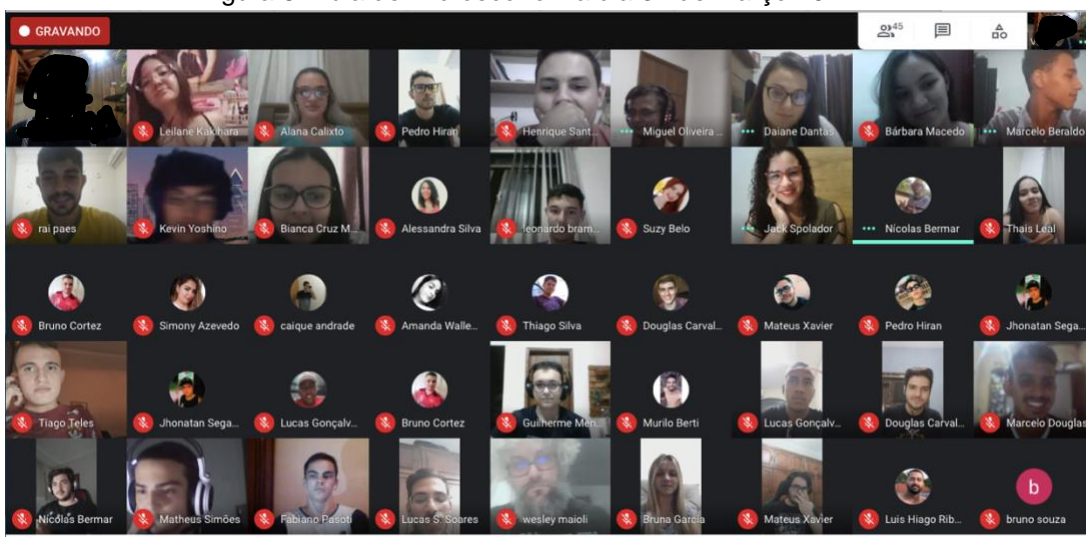 GRAVANDO
45
Leilane Kakihara
Alana Calixto
Pedro Hiran
Henrique Sant...
Miguel Oliveira ...
Daiane Dantas
Bárbara Macedo
Marcelo Beraldo
rai paes
Kevin Yoshino
Bianca Cruz M...
Alessandra Silva
leonardo bram...
Suzy Belo
Jack Spolador
Nícolas Bermar
Thais Leal
Bruno Cortez
Simony Azevedo
caique andrade
Amanda Walle...
Thiago Silva
Douglas Carval...
Mateus Xavier
Pedro Hiran
Jhonatan Sega...
Tiago Teles
Jhonatan Sega...
Lucas Gonçalv...
Bruno Cortez
Guilherme Men...
Murilo Berti
Lucas Gonçalv...
Douglas Carval...
Marcelo Douglas
Nícolas Bermar
Matheus Simões
Fabiano Pasoti
Lucas S. Soares
wesley maioli
Bruna Garcia
Mateus Xavier
Luis Hiago Rib...
b
bruno souza